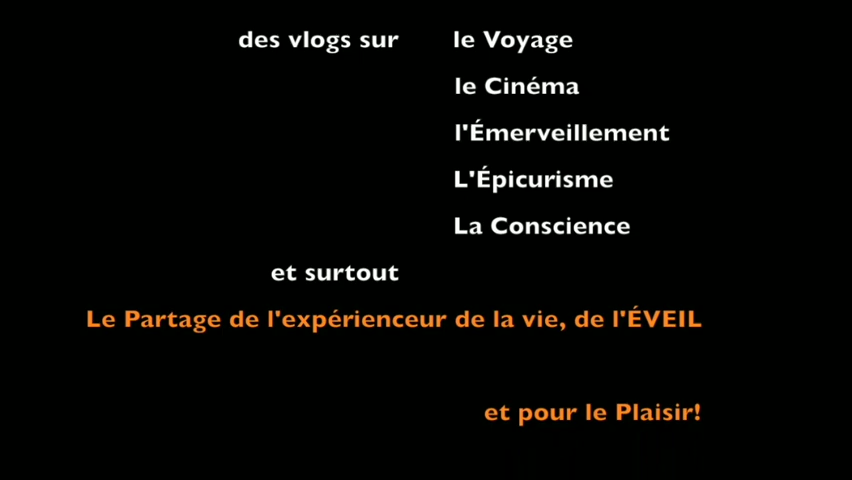 des vlogs sur le Voyage
le Cinéma
l'Émerveillement
L'Épicurisme
La Conscience
et surtout
Le Partage de l'expérienceur de la vie, de l'ÉVEIL
et pour le Plaisir!